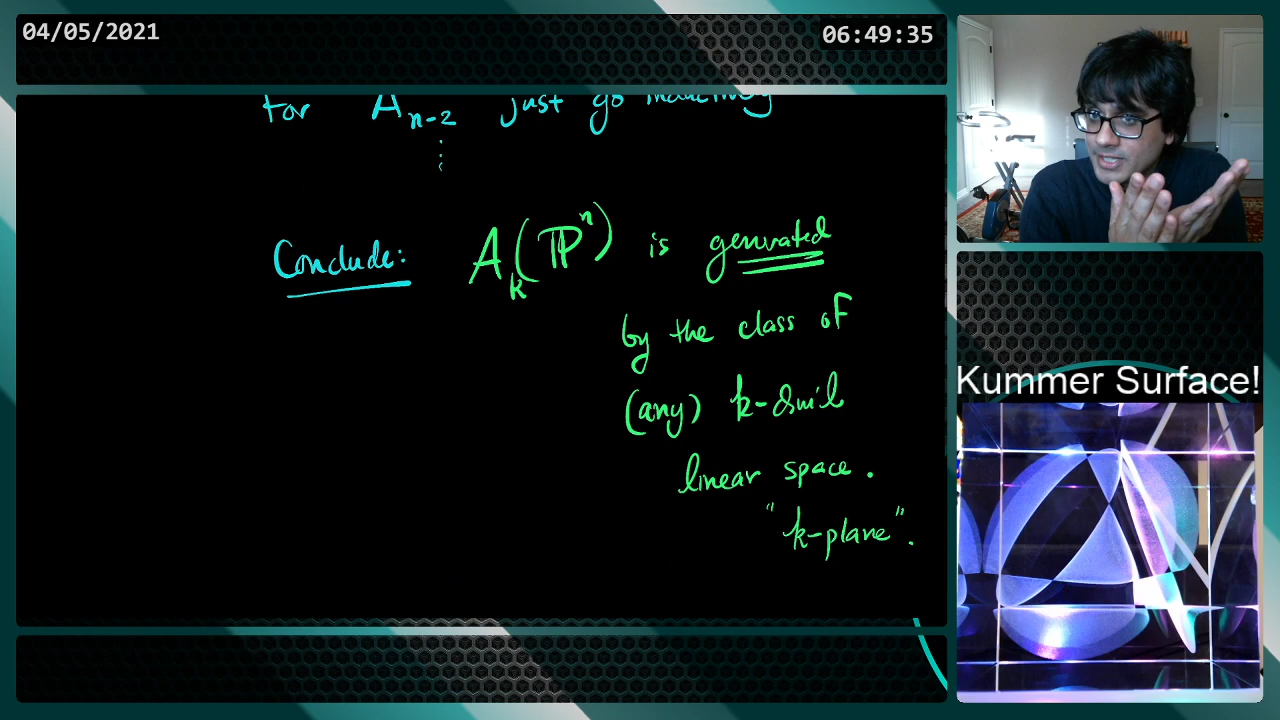 04/05/2021
06:49:35
for A_{n-2} just go inductively
⋮
Conclude: A_k(ℙ^n) is generated
by the class of
(any) k-dim'l
linear space.
"k-plane".
Kummer Surface!